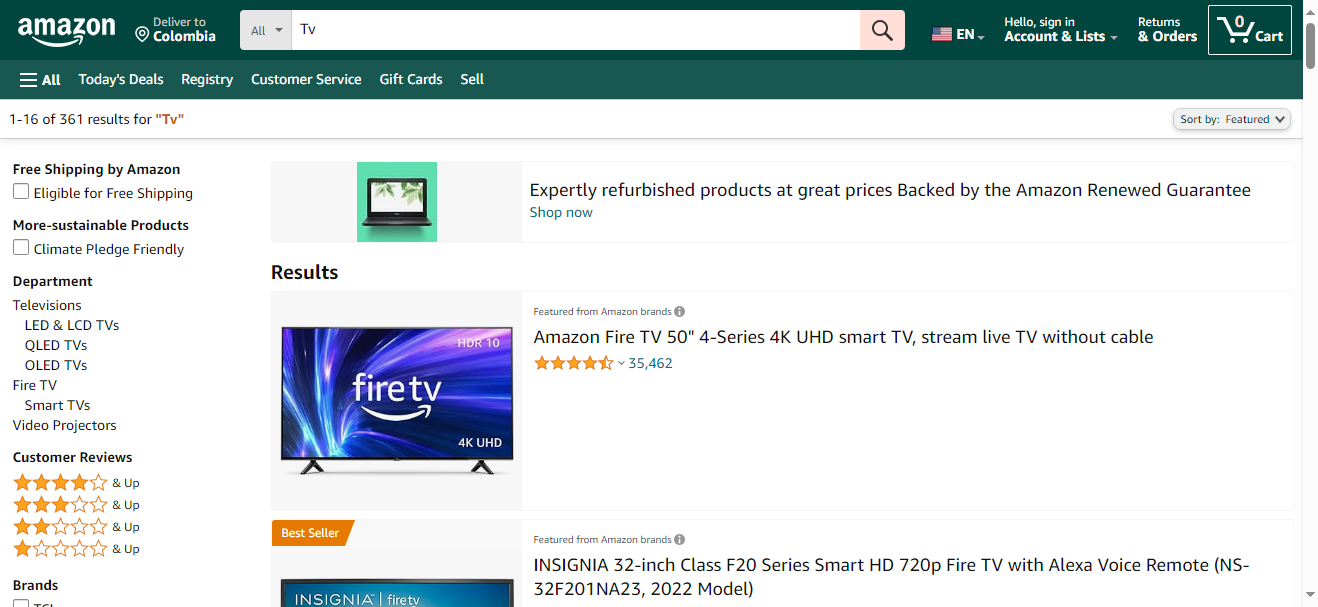 amazon
Deliver to
Colombia
All
Tv
EN
Hello, sign in
Account & Lists
Returns
& Orders
0
Cart
All
Today's Deals
Registry
Customer Service
Gift Cards
Sell
1-16 of 361 results for "Tv"
Sort by: Featured
Free Shipping by Amazon
Eligible for Free Shipping
More-sustainable Products
Climate Pledge Friendly
Department
Televisions
LED & LCD TVs
QLED TVs
OLED TVs
Fire TV
Smart TVs
Video Projectors
Customer Reviews
& Up
& Up
& Up
& Up
Brands
TCL
Expertly refurbished products at great prices Backed by the Amazon Renewed Guarantee
Shop now
Results
HDR 10
fire tv
4K UHD
Featured from Amazon brands
Amazon Fire TV 50" 4-Series 4K UHD smart TV, stream live TV without cable
35,462
Best Seller
INSIGNIA | fire tv
Featured from Amazon brands
INSIGNIA 32-inch Class F20 Series Smart HD 720p Fire TV with Alexa Voice Remote (NS-
32F201NA23, 2022 Model)